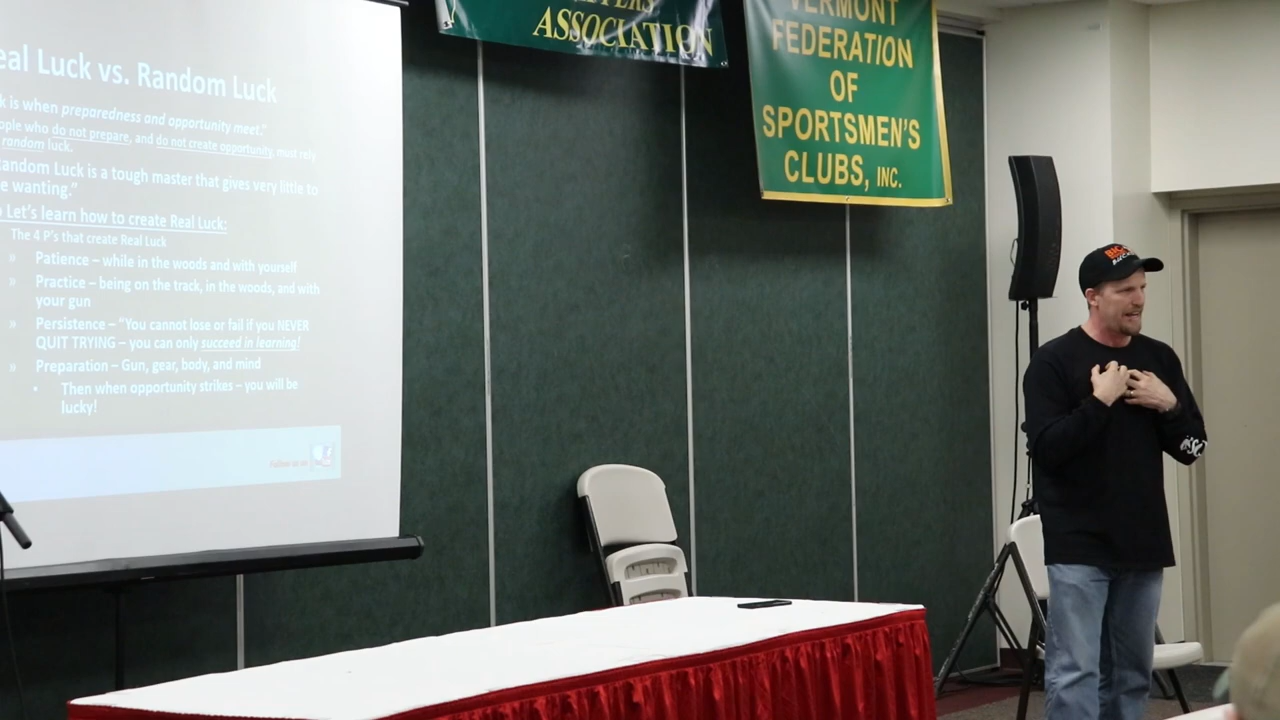 eal Luck vs. Random Luck
k is when preparedness and opportunity meet."
ople who do not prepare, and do not create opportunity, must rely
random luck.
andom Luck is a tough master that gives very little to
e wanting."
Let's learn how to create Real Luck:
The 4 P's that create Real Luck
» Patience – while in the woods and with yourself
» Practice – being on the track, in the woods, and with
your gun
» Persistence – "You cannot lose or fail if you NEVER
QUIT TRYING – you can only succeed in learning!
» Preparation – Gun, gear, body, and mind
• Then when opportunity strikes – you will be
lucky!
Follow us on
ASSOCIATION
VERMONT
FEDERATION
OF
SPORTSMEN'S
CLUBS, INC.